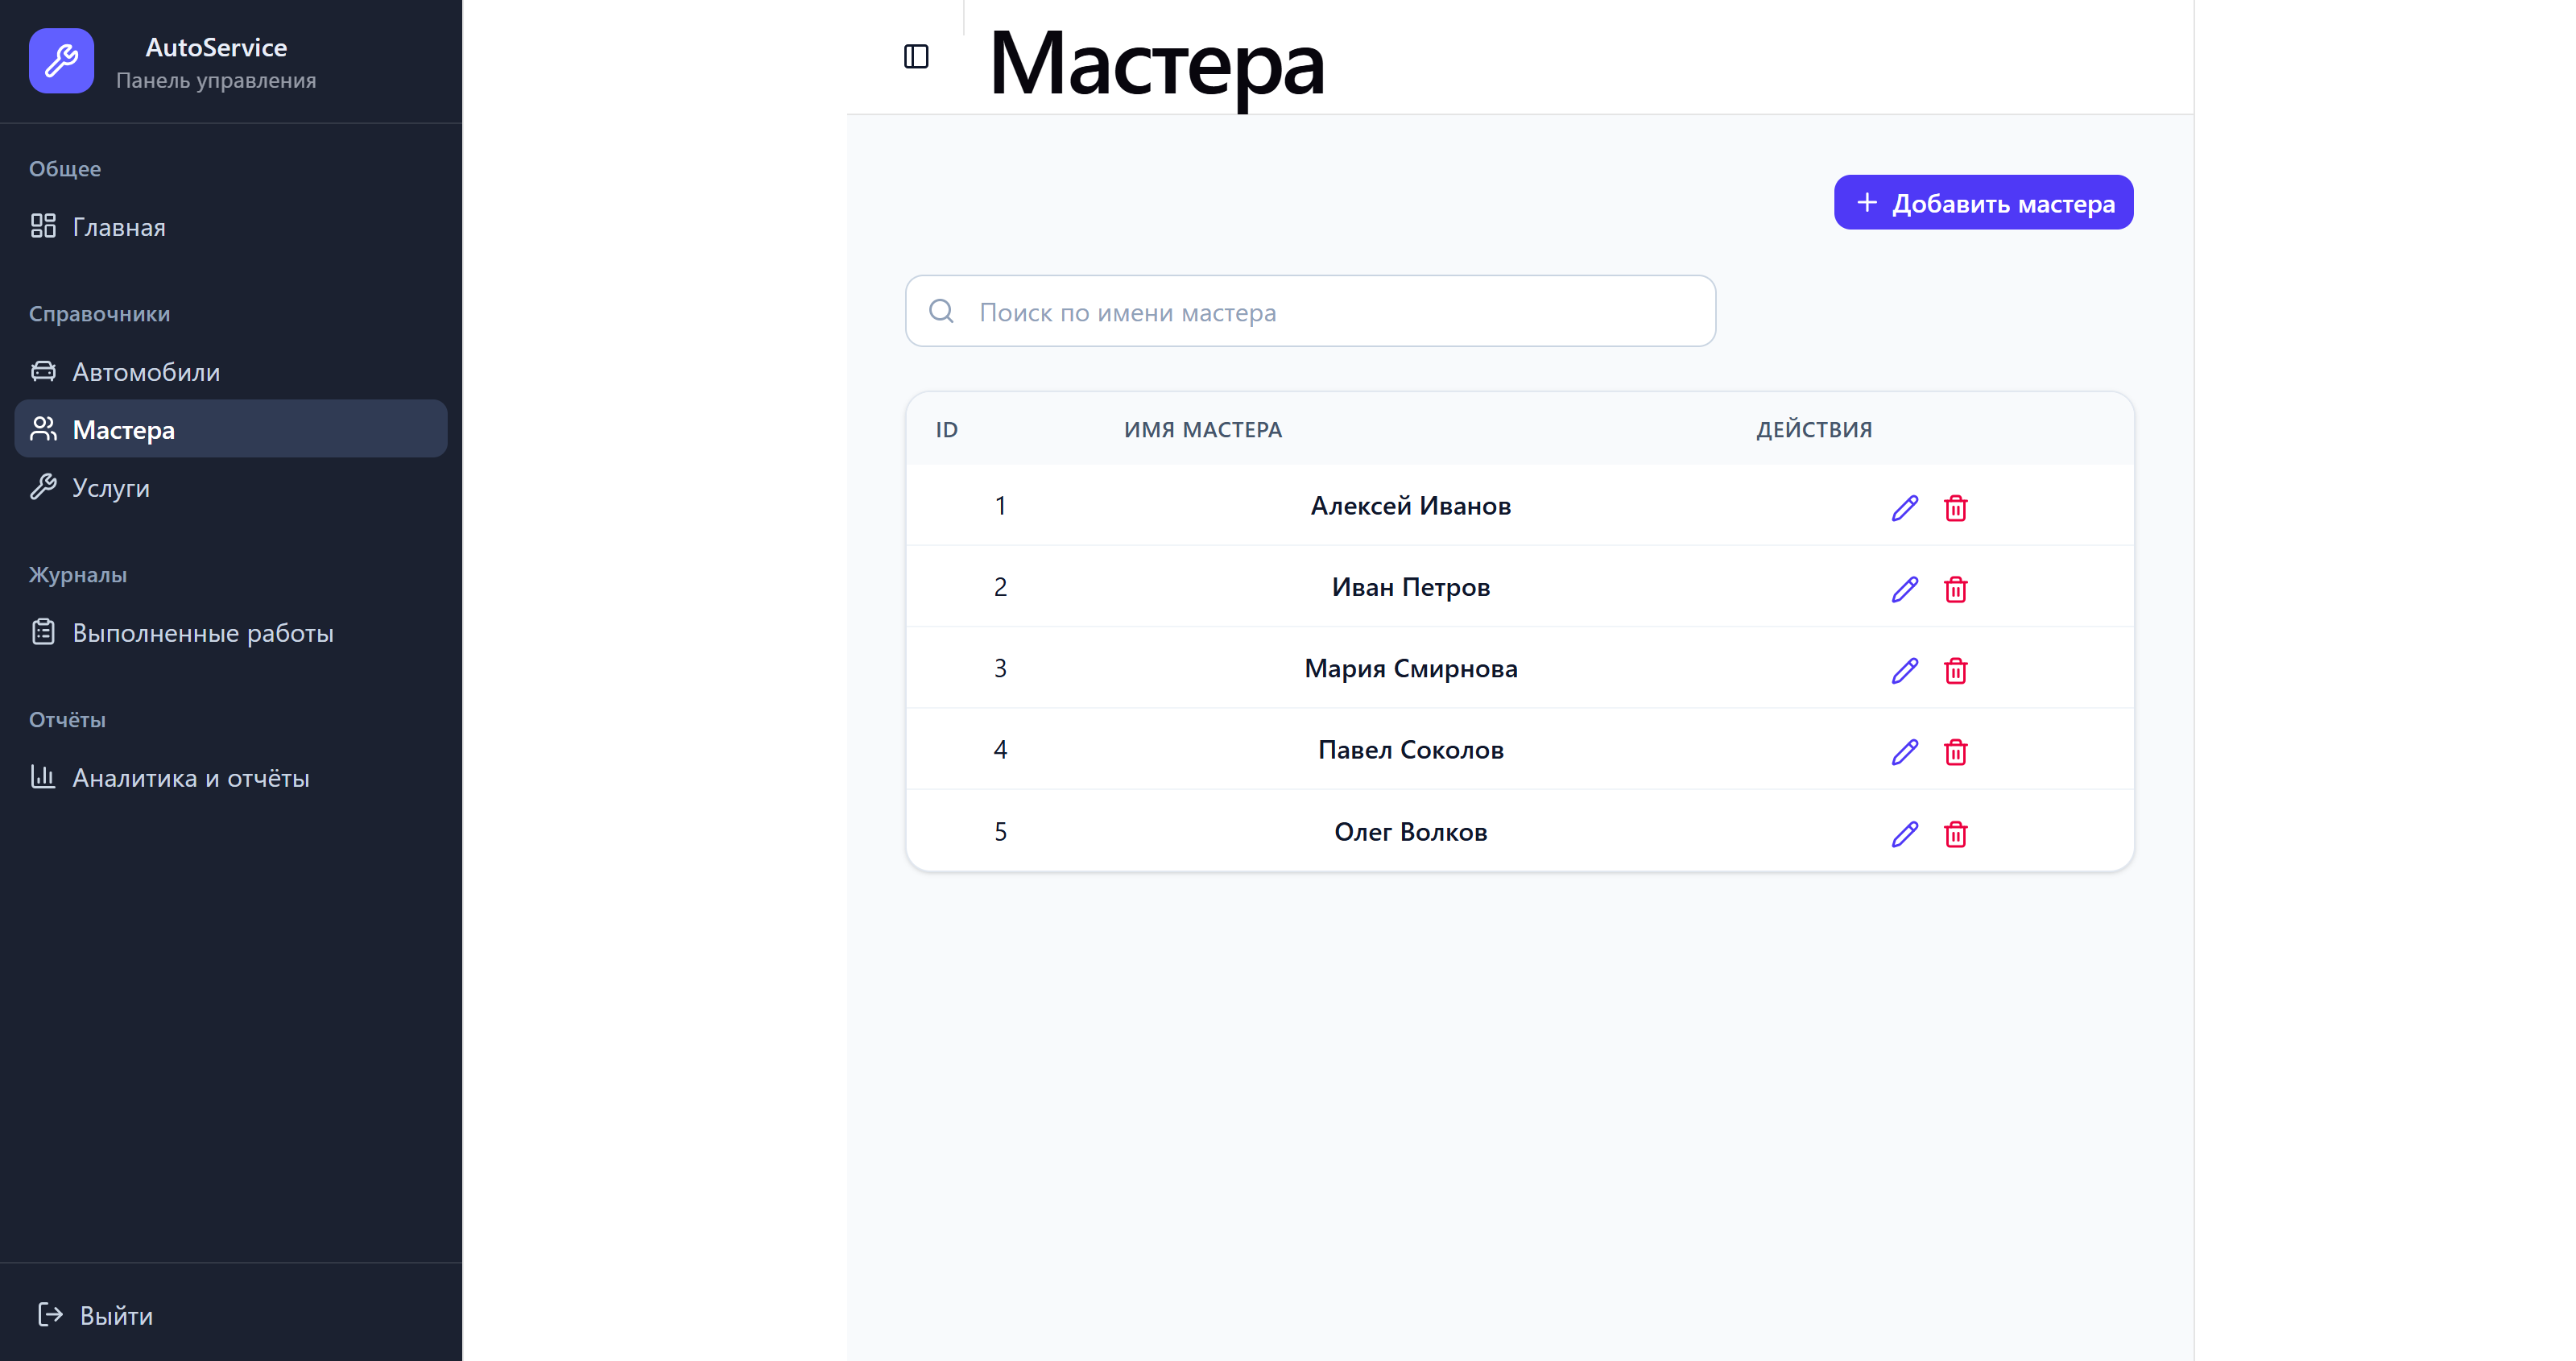 AutoService
Панель управления
Общее
Главная
Справочники
Автомобили
Мастера
Услуги
Журналы
Выполненные работы
Отчёты
Аналитика и отчёты
Выйти
Мастера
Добавить мастера
Поиск по имени мастера
ID ИМЯ МАСТЕРА ДЕЙСТВИЯ
1 Алексей Иванов
2 Иван Петров
3 Мария Смирнова
4 Павел Соколов
5 Олег Волков